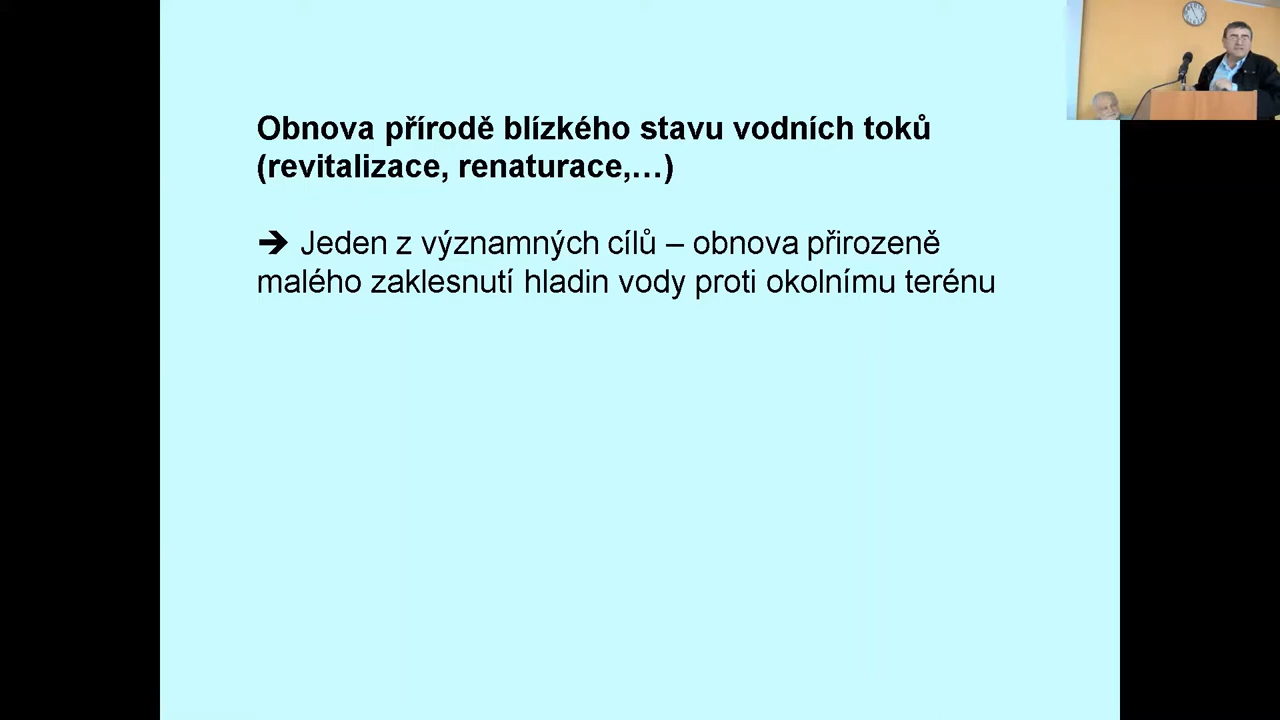 Obnova přírodě blízkého stavu vodních toků
(revitalizace, renaturace,…)
➔ Jeden z významných cílů – obnova přirozeně
malého zaklesnutí hladin vody proti okolnímu terénu